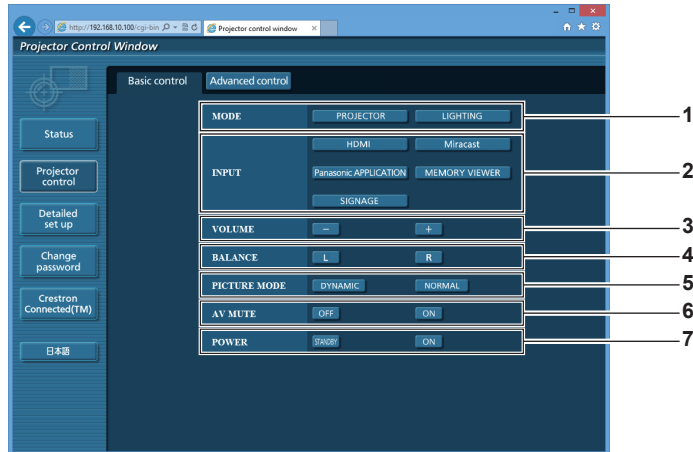 http://192.168.10.100/cgi-bin
Projector control window
Projector Control Window
Basic control
Advanced control
Status
Projector
control
Detailed
set up
Change
password
Crestron
Connected(TM)
日本語
MODE PROJECTOR LIGHTING 1
INPUT HDMI Miracast
Panasonic APPLICATION MEMORY VIEWER 2
SIGNAGE
VOLUME − + 3
BALANCE L R 4
PICTURE MODE DYNAMIC NORMAL 5
AV MUTE OFF ON 6
POWER STANDBY ON 7